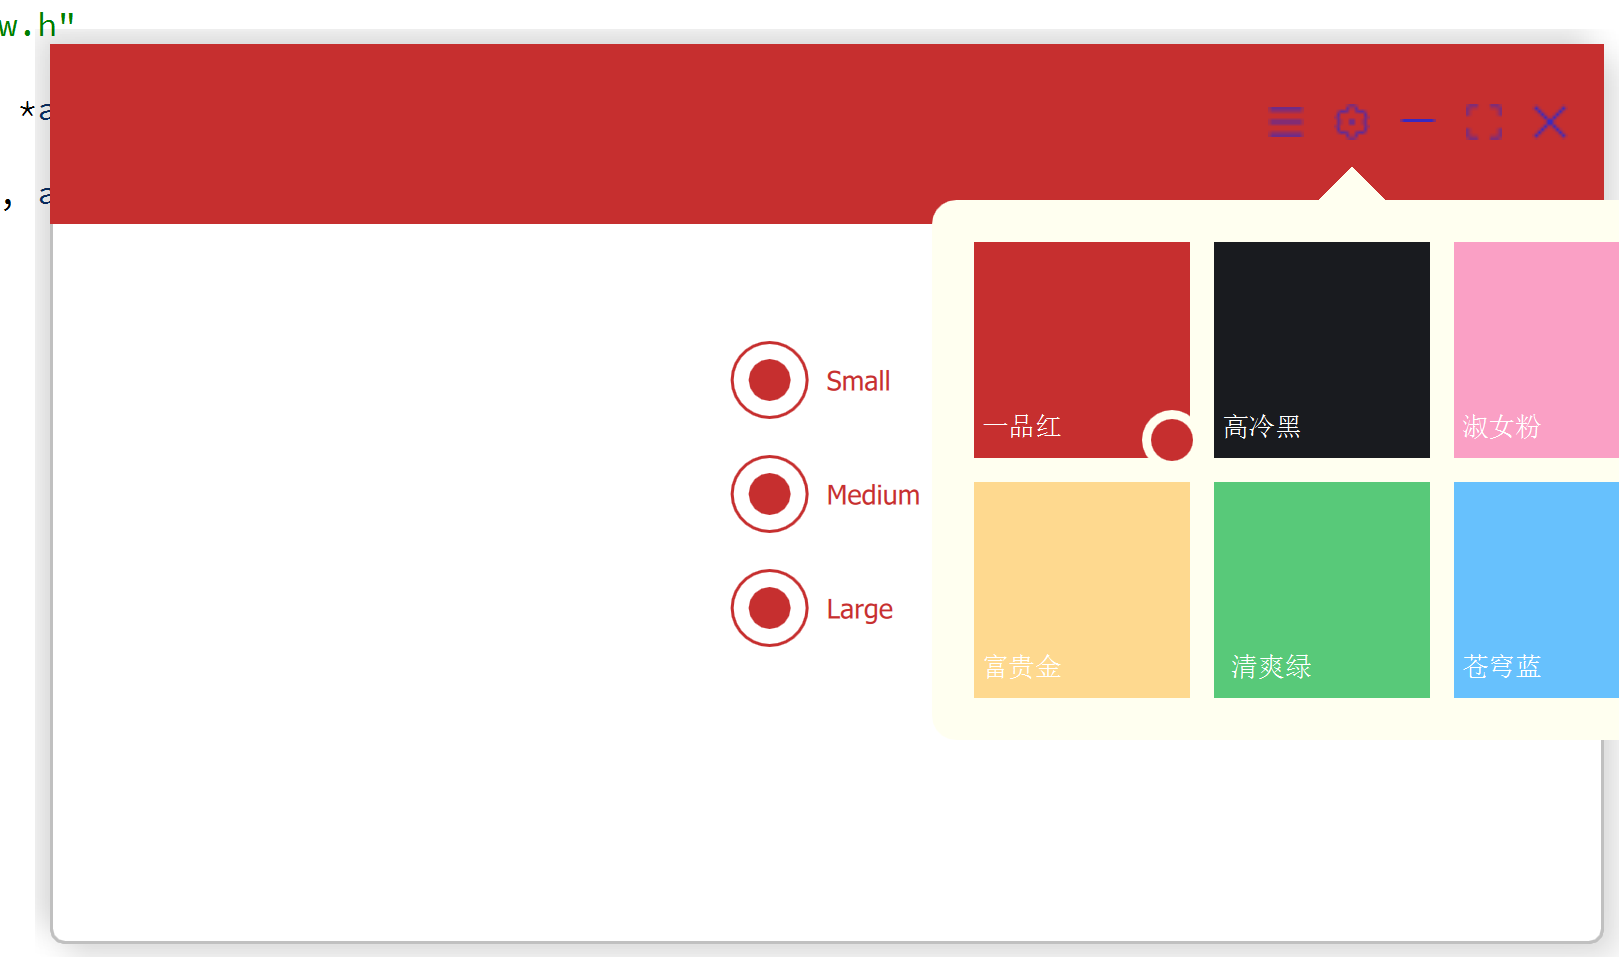 w.h"
*a
, a
Small
Medium
Large
一品红
高冷黑
淑女粉
富贵金
清爽绿
苍穹蓝